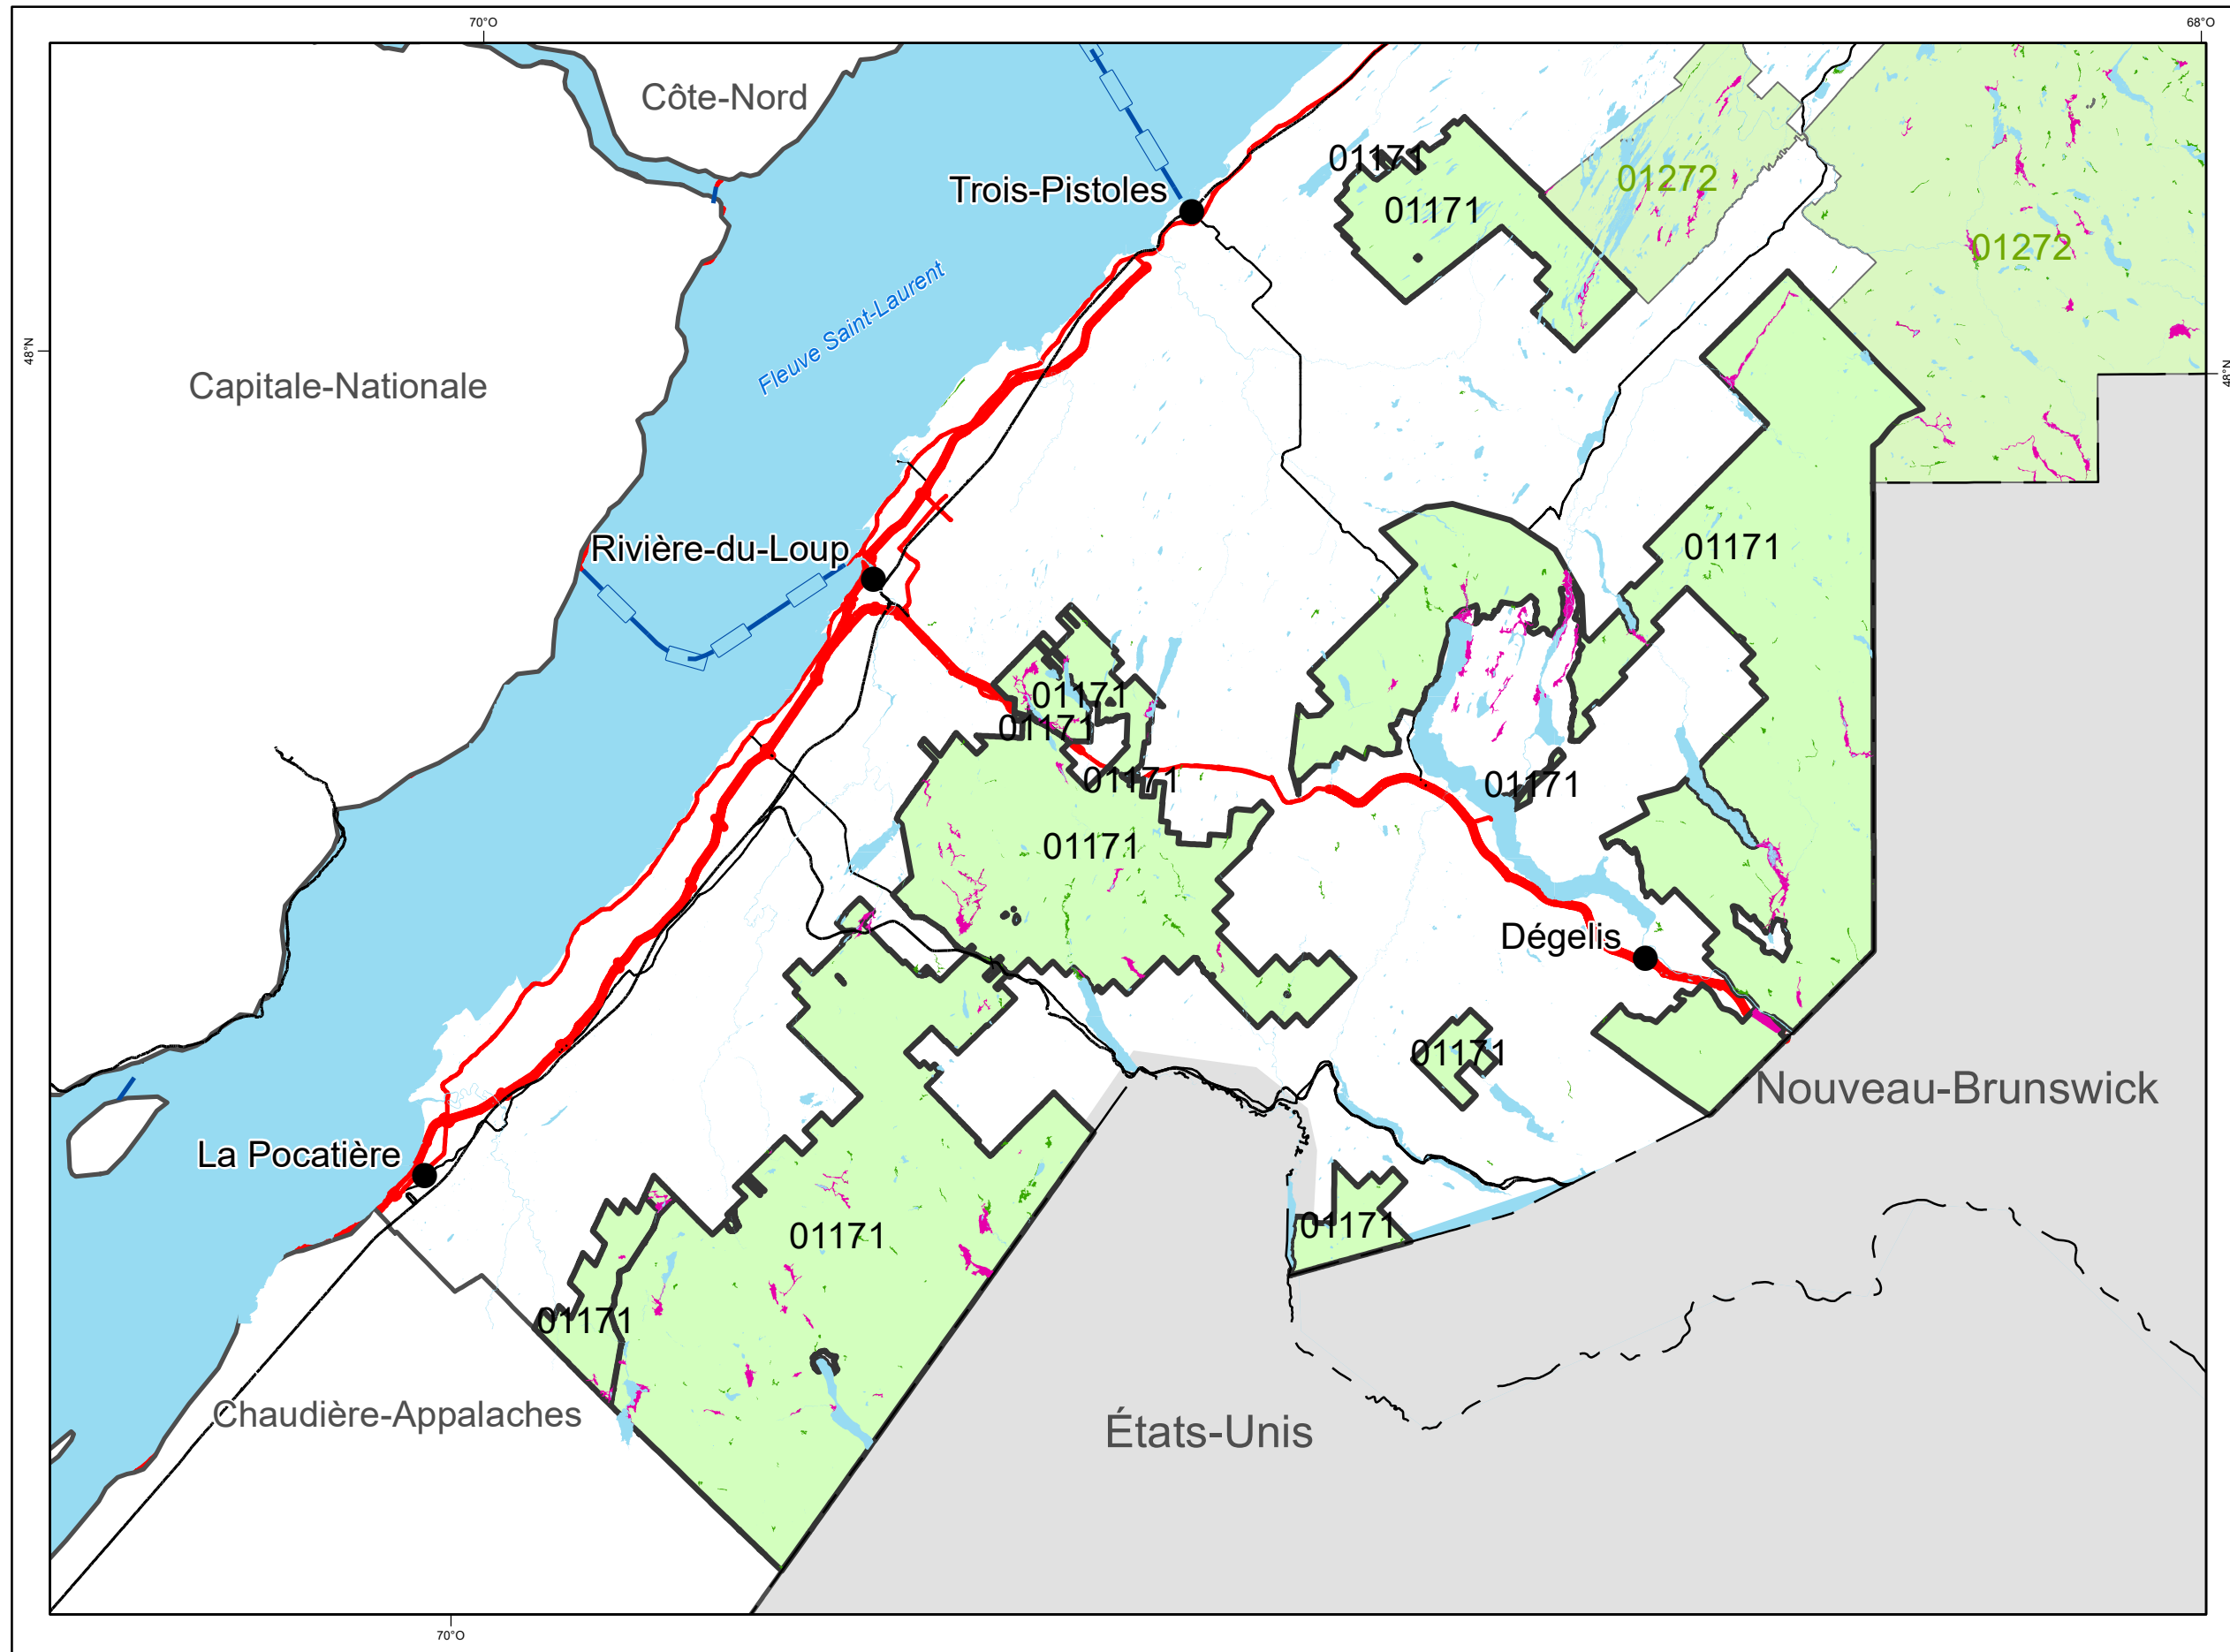 70°O
68°O
Côte-Nord
01171
Trois-Pistoles
01272
01171
01272
Fleuve Saint-Laurent
48°N
48°N
Capitale-Nationale
Rivière-du-Loup
01171
01171
01171
01171
01171
01171
Dégelis
01171
Nouveau-Brunswick
La Pocatière
01171
01171
01171
Chaudière-Appalaches
États-Unis
70°O